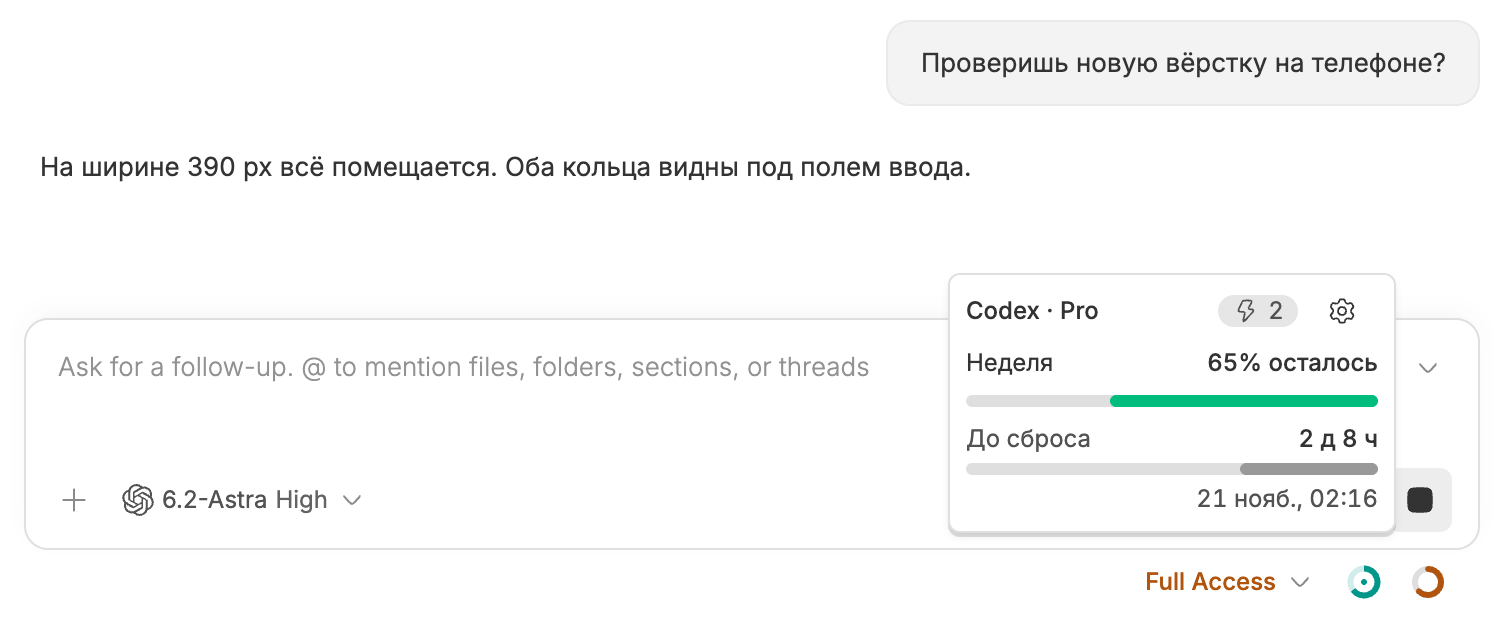 Проверишь новую вёрстку на телефоне?
На ширине 390 px всё помещается. Оба кольца видны под полем ввода.
Codex · Pro
2
Неделя
65% осталось
До сброса
2 д 8 ч
21 нояб., 02:16
Ask for a follow-up. @ to mention files, folders, sections, or threads
6.2-Astra High
Full Access